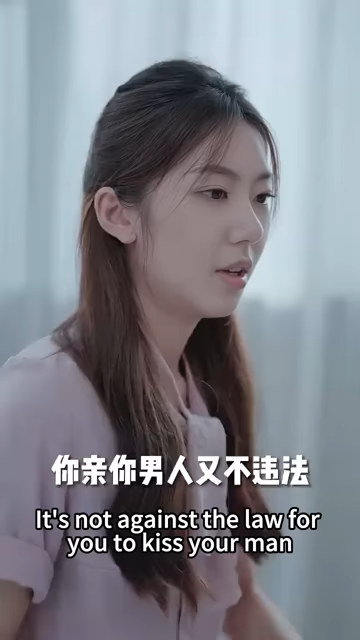 你亲你男人又不违法
It's not against the law for
you to kiss your man